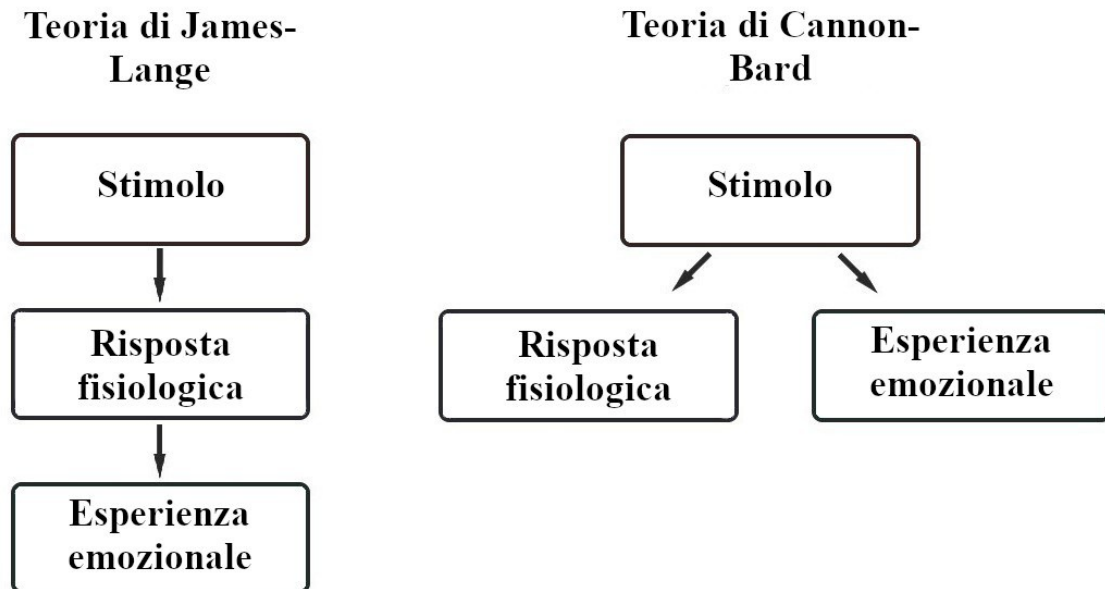 Teoria di James-
Lange
Stimolo
Risposta
fisiologica
Esperienza
emozionale
Teoria di Cannon-
Bard
Stimolo
Risposta
fisiologica
Esperienza
emozionale